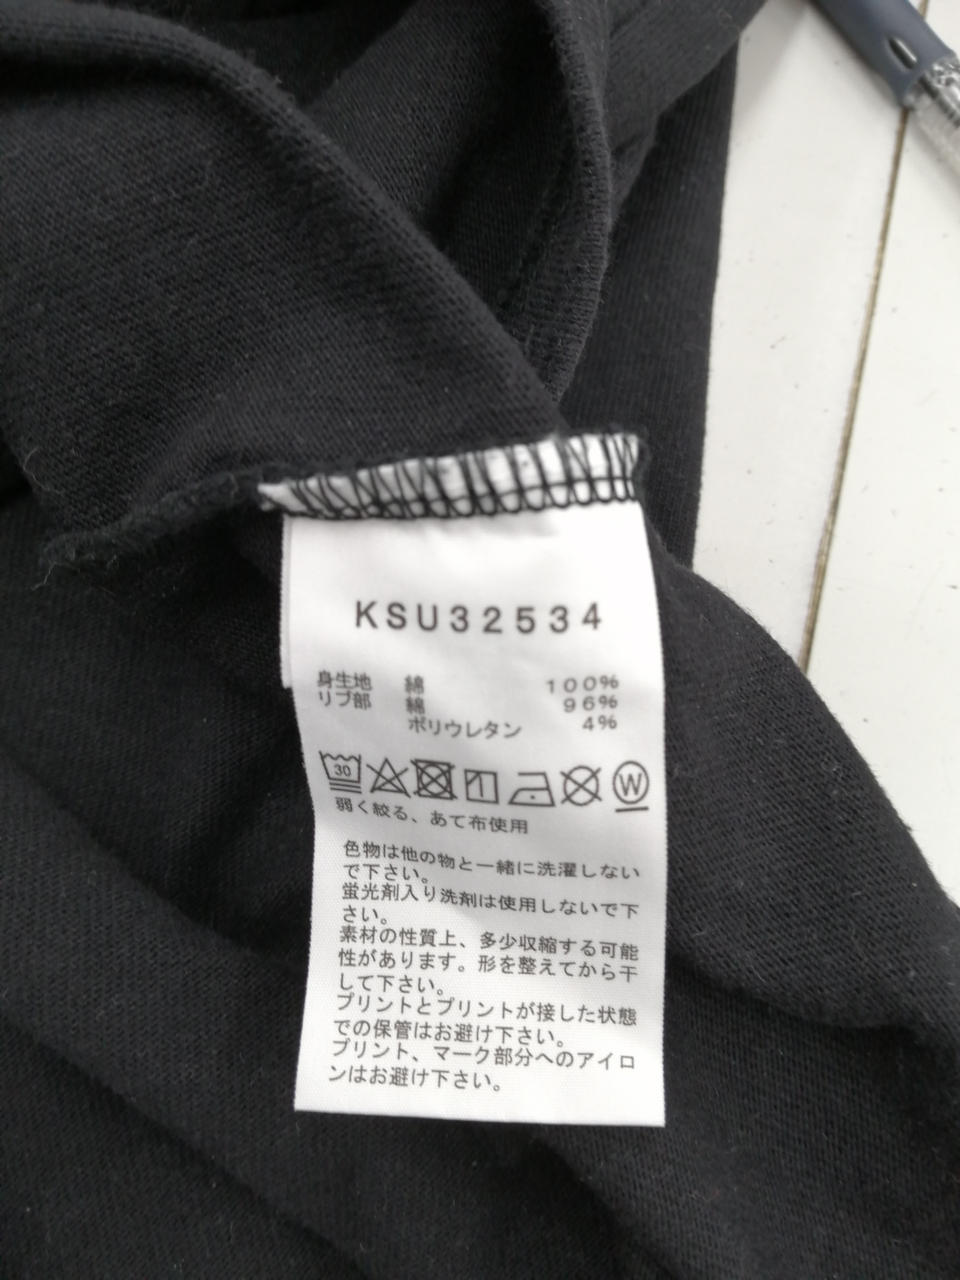 KSU32534
身生地 綿 100%
リブ部 綿 96%
ポリウレタン 4%
30 W
弱く絞る、あて布使用
色物は他の物と一緒に洗濯しない
で下さい。
蛍光剤入り洗剤は使用しないで下
さい。
素材の性質上、多少収縮する可能
性があります。形を整えてから干
して下さい。
プリントとプリントが接した状態
での保管はお避け下さい。
プリント、マーク部分へのアイロ
ンはお避け下さい。